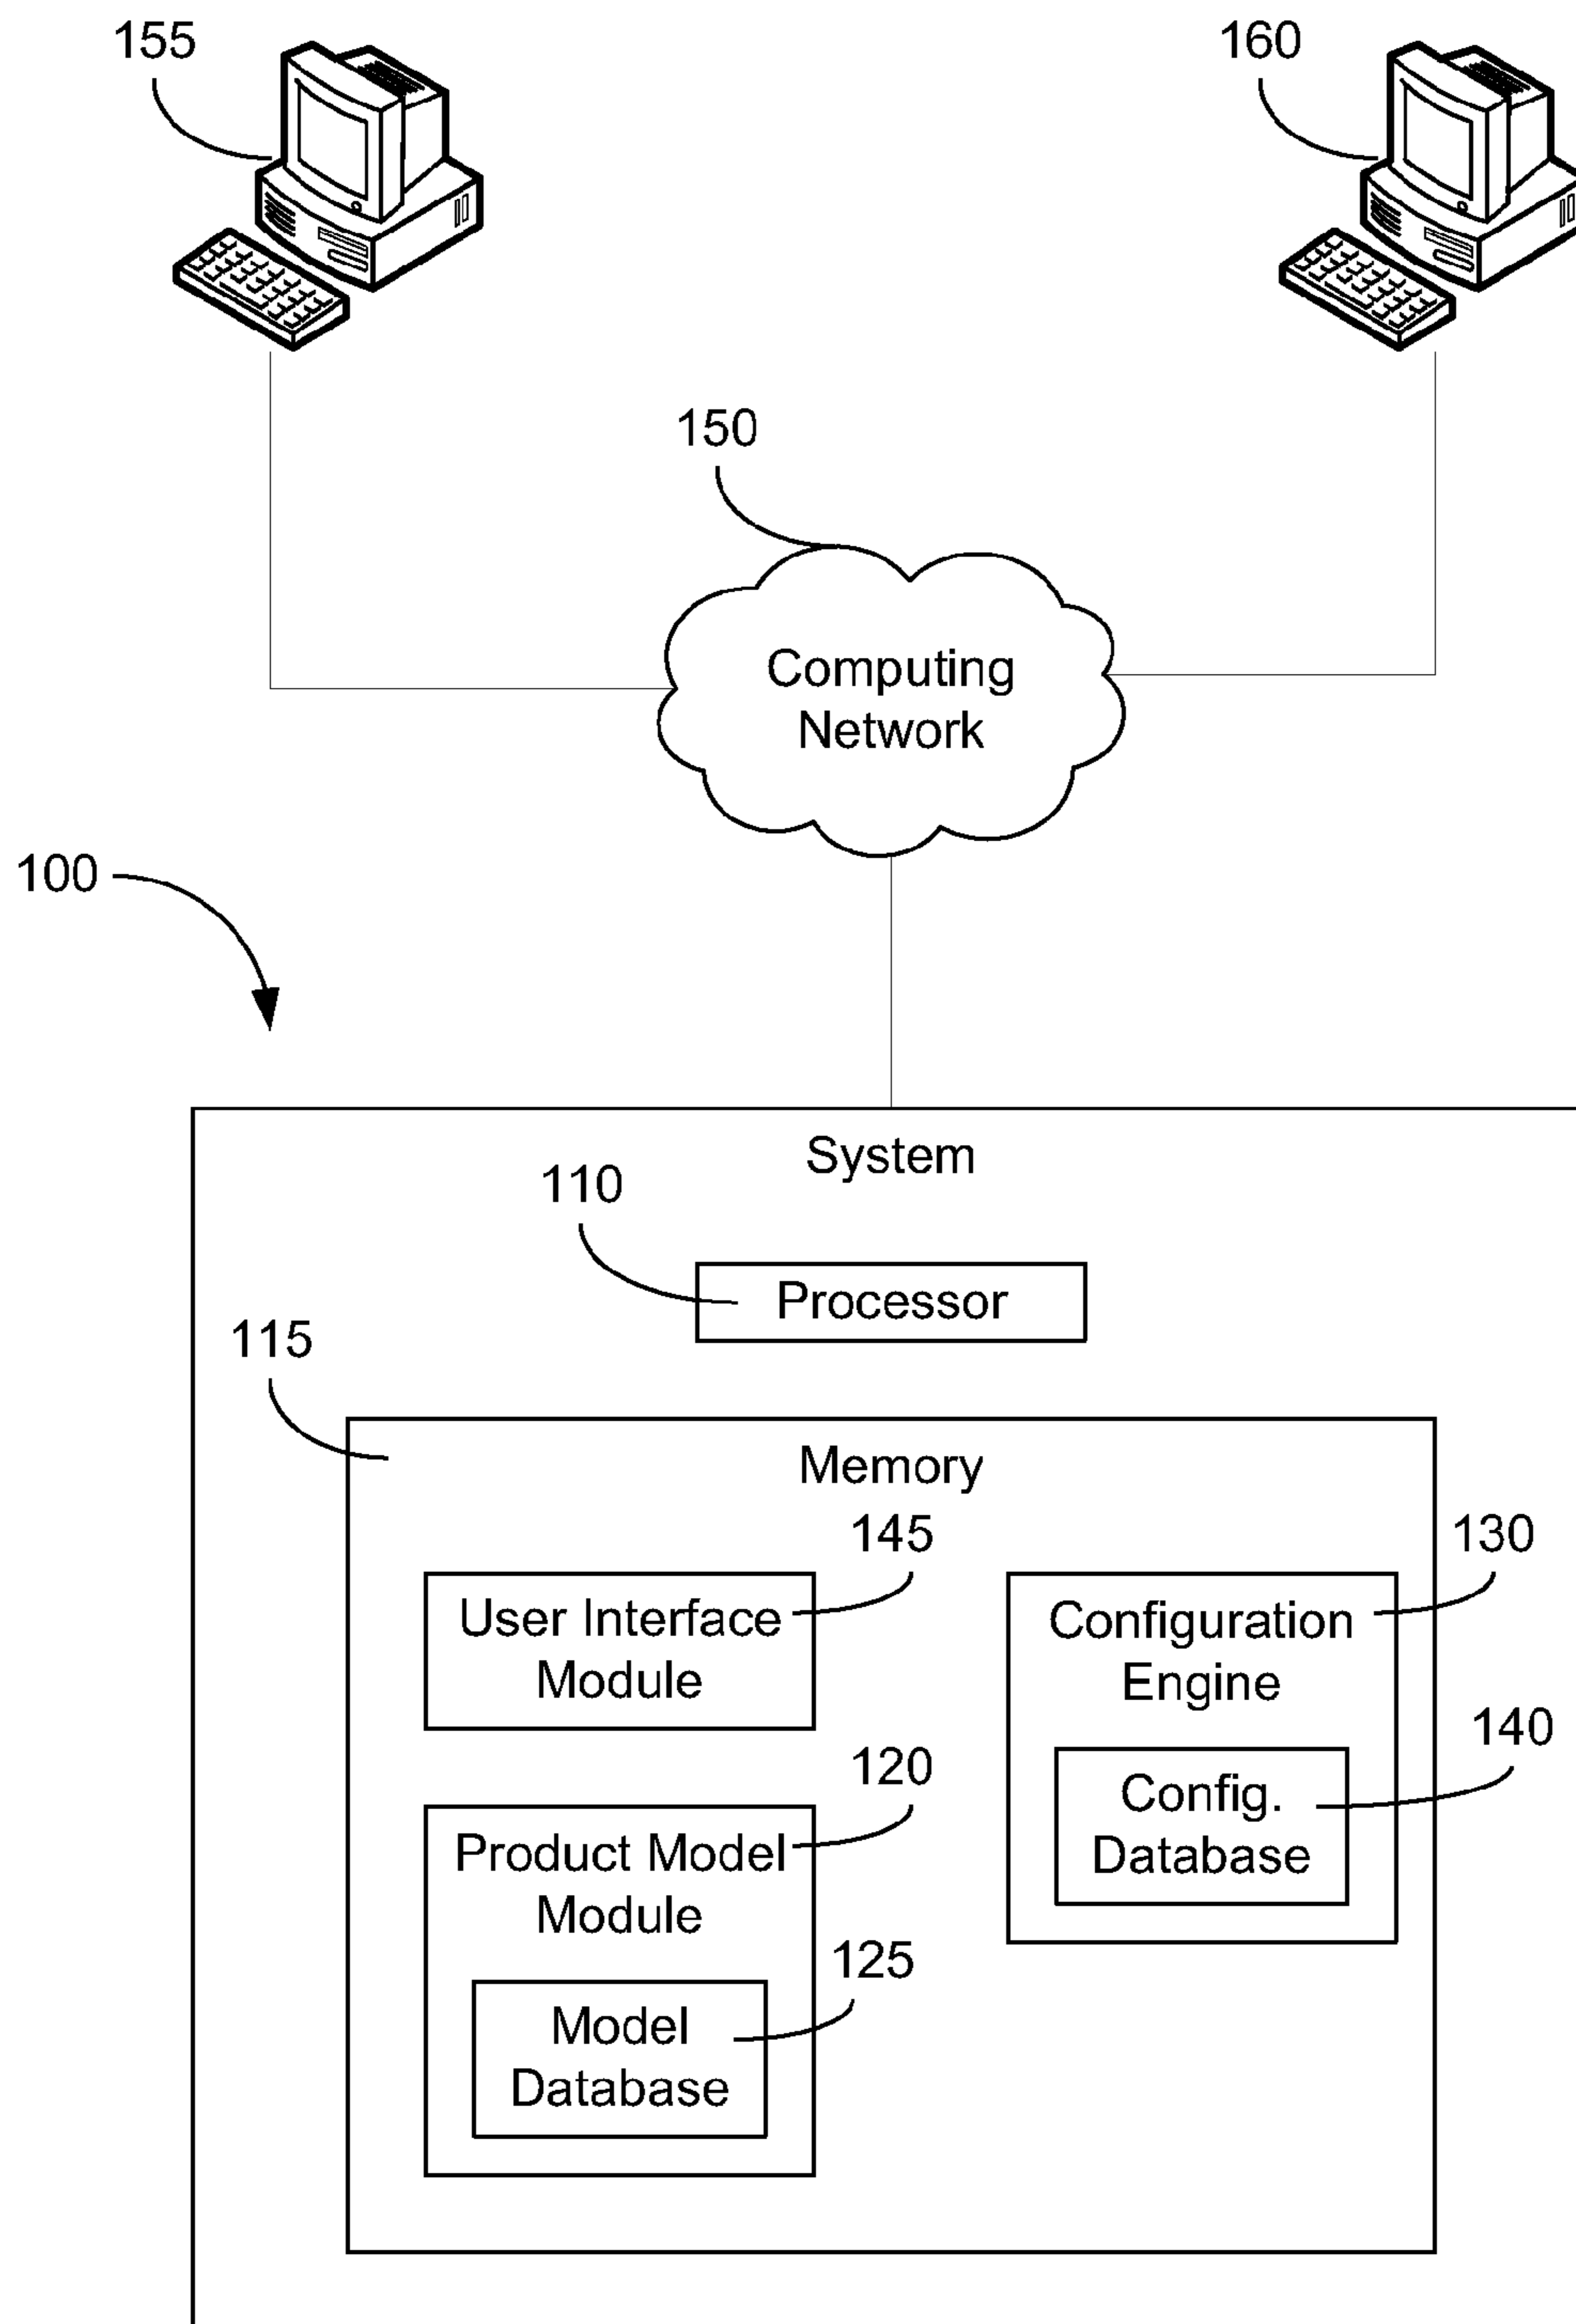 155
160
150
Computing
Network
100
System
110
Processor
115
Memory
145
130
User Interface
Module
Configuration
Engine
140
120
Config.
Database
Product Model
Module
125
Model
Database